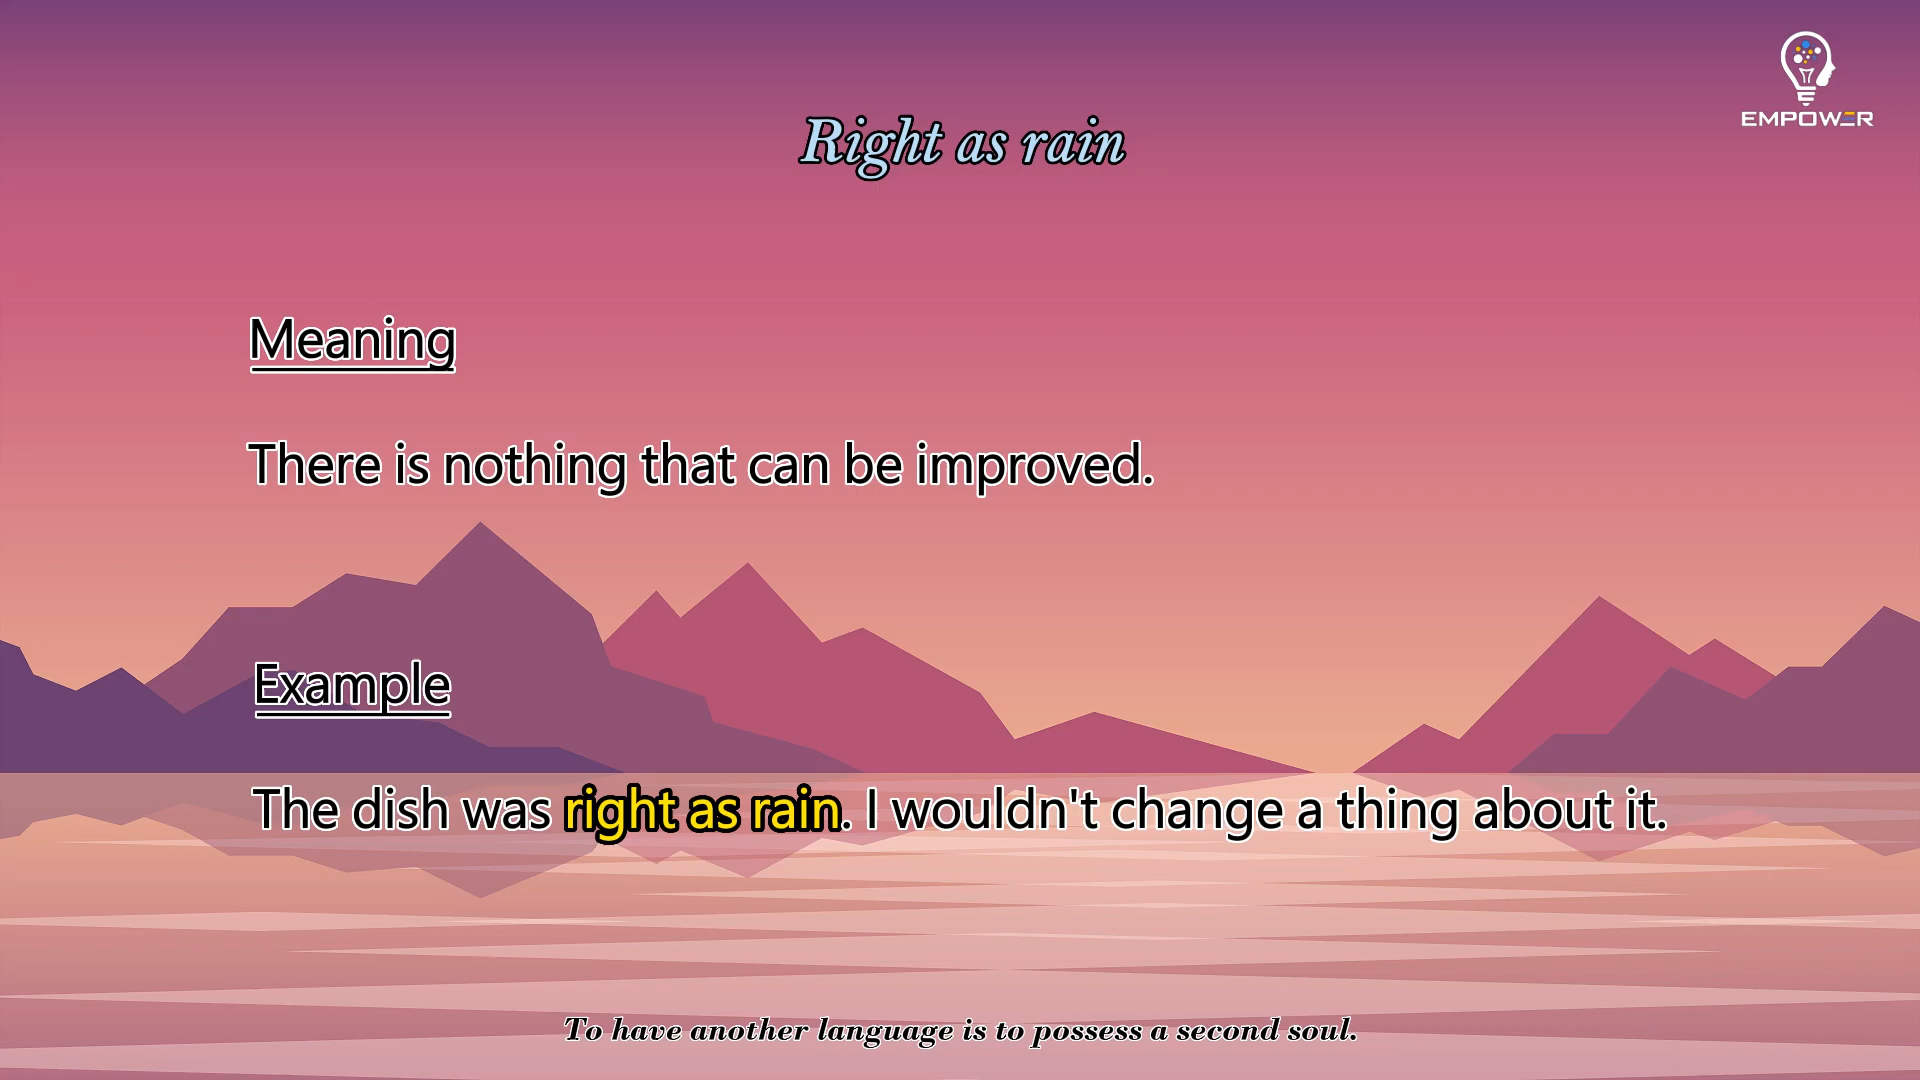 EMPOWER
Right as rain
Meaning
There is nothing that can be improved.
Example
The dish was right as rain. I wouldn't change a thing about it.
To have another language is to possess a second soul.